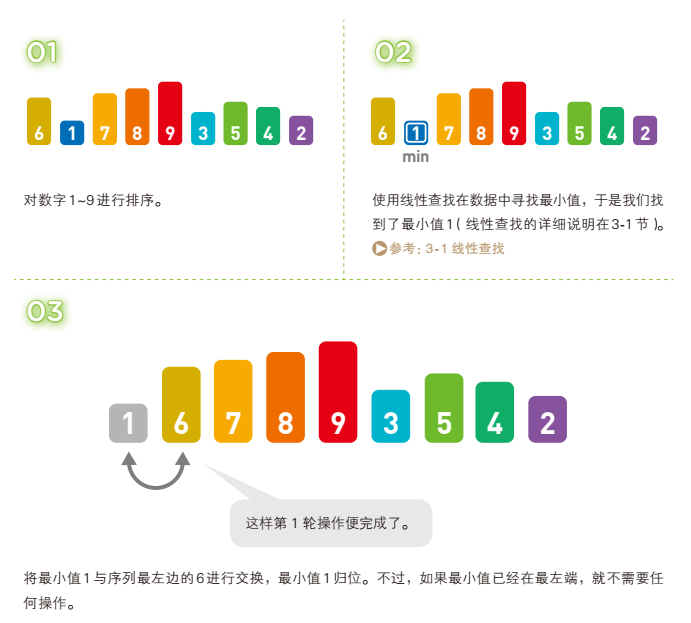 01
6 1 7 8 9 3 5 4 2
对数字1~9进行排序。
02
6 1 7 8 9 3 5 4 2
min
使用线性查找在数据中寻找最小值，于是我们找
到了最小值1（线性查找的详细说明在3-1节）。
参考：3-1 线性查找
03
1 6 7 8 9 3 5 4 2
这样第 1 轮操作便完成了。
将最小值1与序列最左边的6进行交换，最小值1归位。不过，如果最小值已经在最左端，就不需要任
何操作。